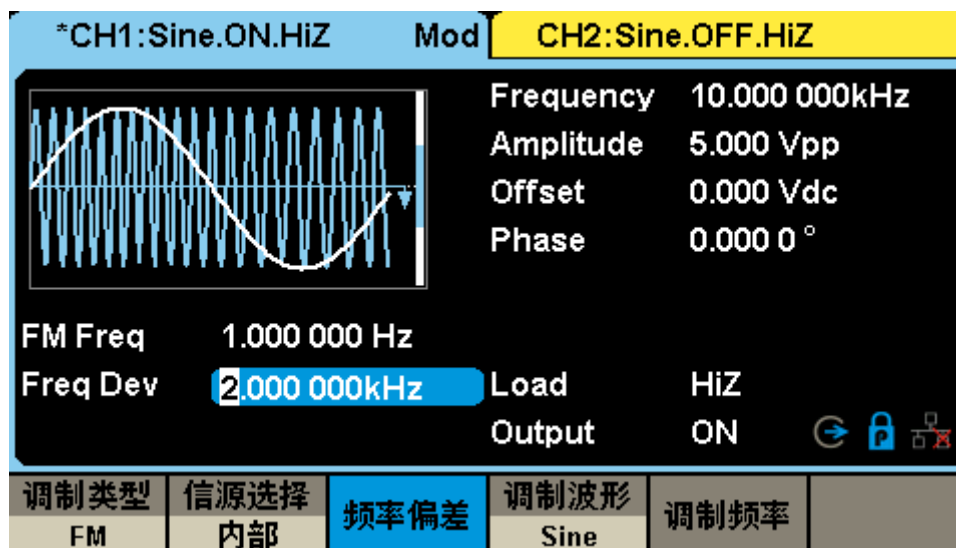 *CH1:Sine.ON.HiZ Mod CH2:Sine.OFF.HiZ
Frequency 10.000 000kHz
Amplitude 5.000 Vpp
Offset 0.000 Vdc
Phase 0.000 0 °
FM Freq 1.000 000 Hz
Freq Dev 2.000 000kHz
Load HiZ
Output ON
调制类型 信源选择 频率偏差 调制波形 调制频率
FM 内部 Sine